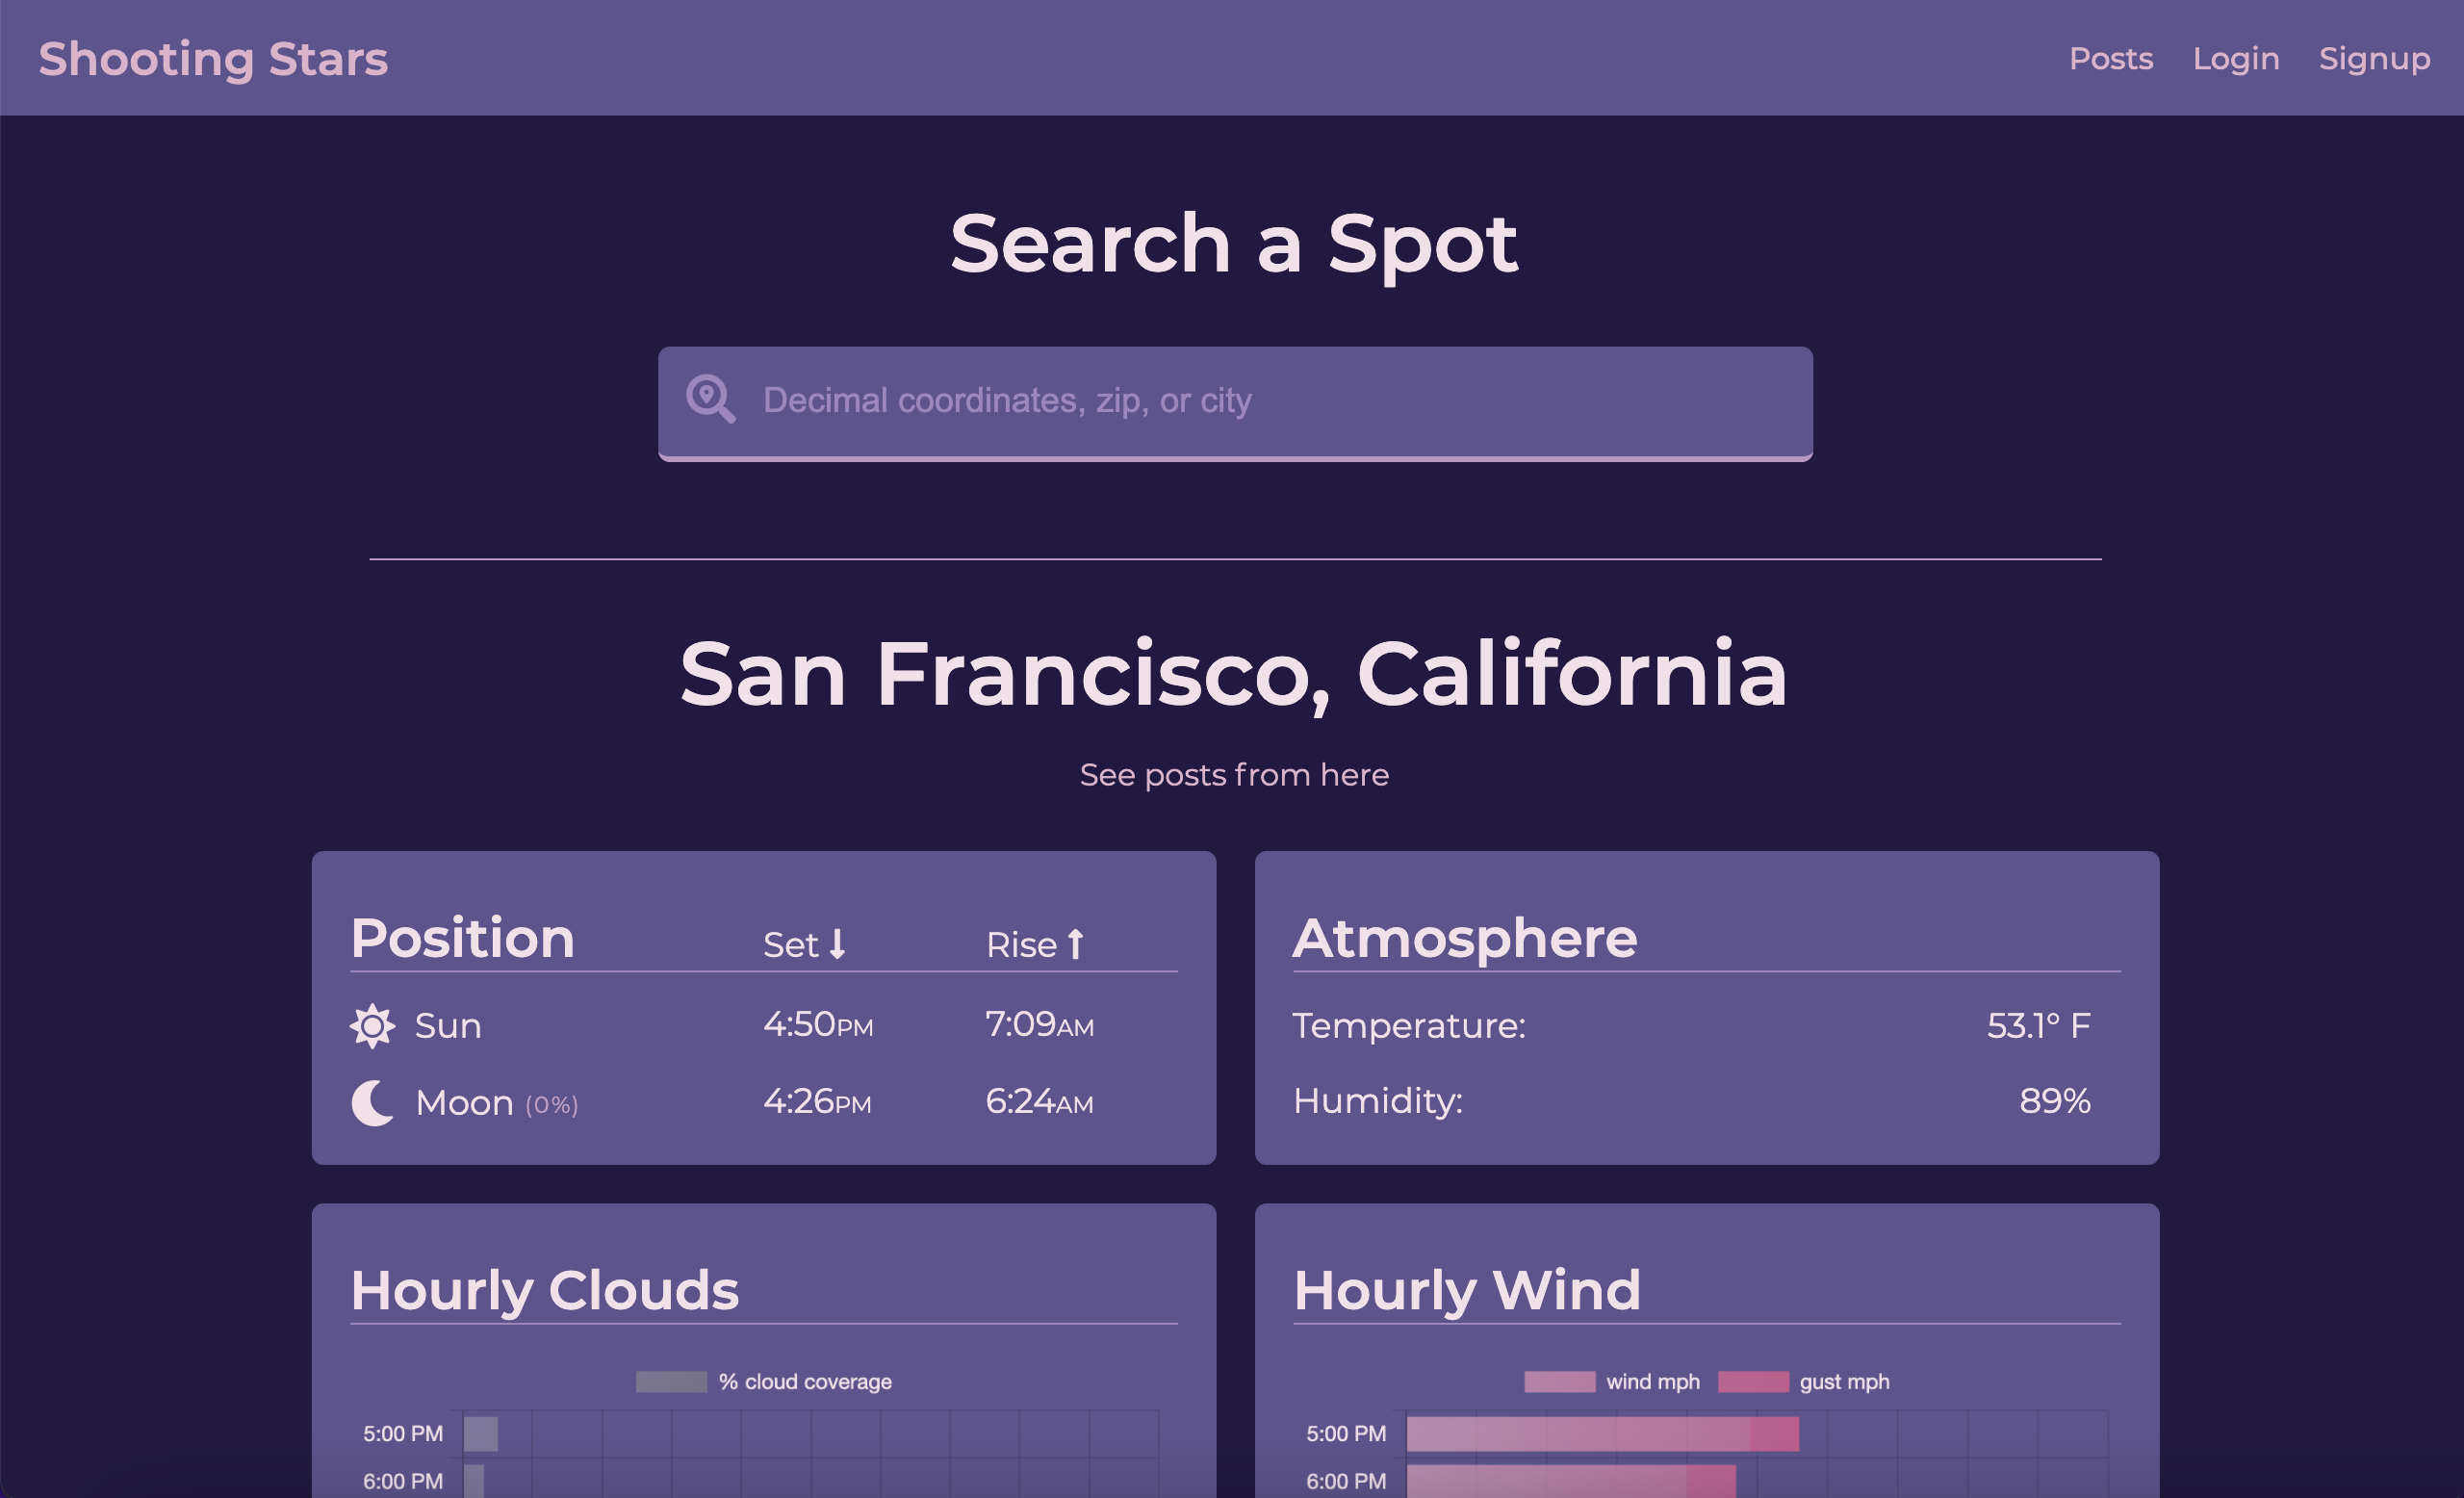 Shooting Stars
Posts Login Signup
Search a Spot
Decimal coordinates, zip, or city
San Francisco, California
See posts from here
Position Set Rise
Sun 4:50PM 7:09AM
Moon (0%) 4:26PM 6:24AM
Atmosphere
Temperature: 53.1° F
Humidity: 89%
Hourly Clouds
% cloud coverage
5:00 PM
6:00 PM
Hourly Wind
wind mph gust mph
5:00 PM
6:00 PM